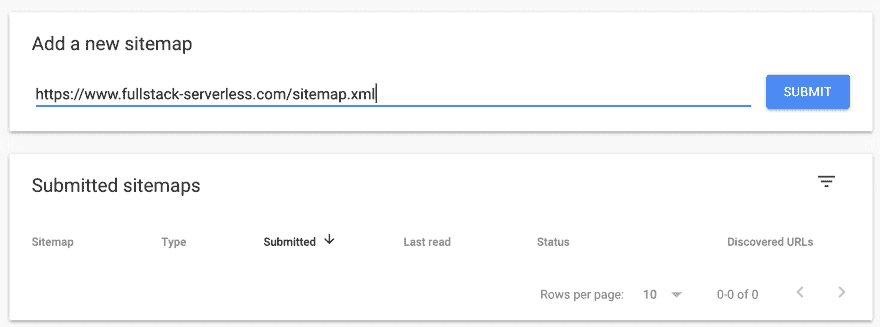 Add a new sitemap
https://www.fullstack-serverless.com/sitemap.xml SUBMIT
Submitted sitemaps
Sitemap Type Submitted Last read Status Discovered URLs
Rows per page: 10 0-0 of 0